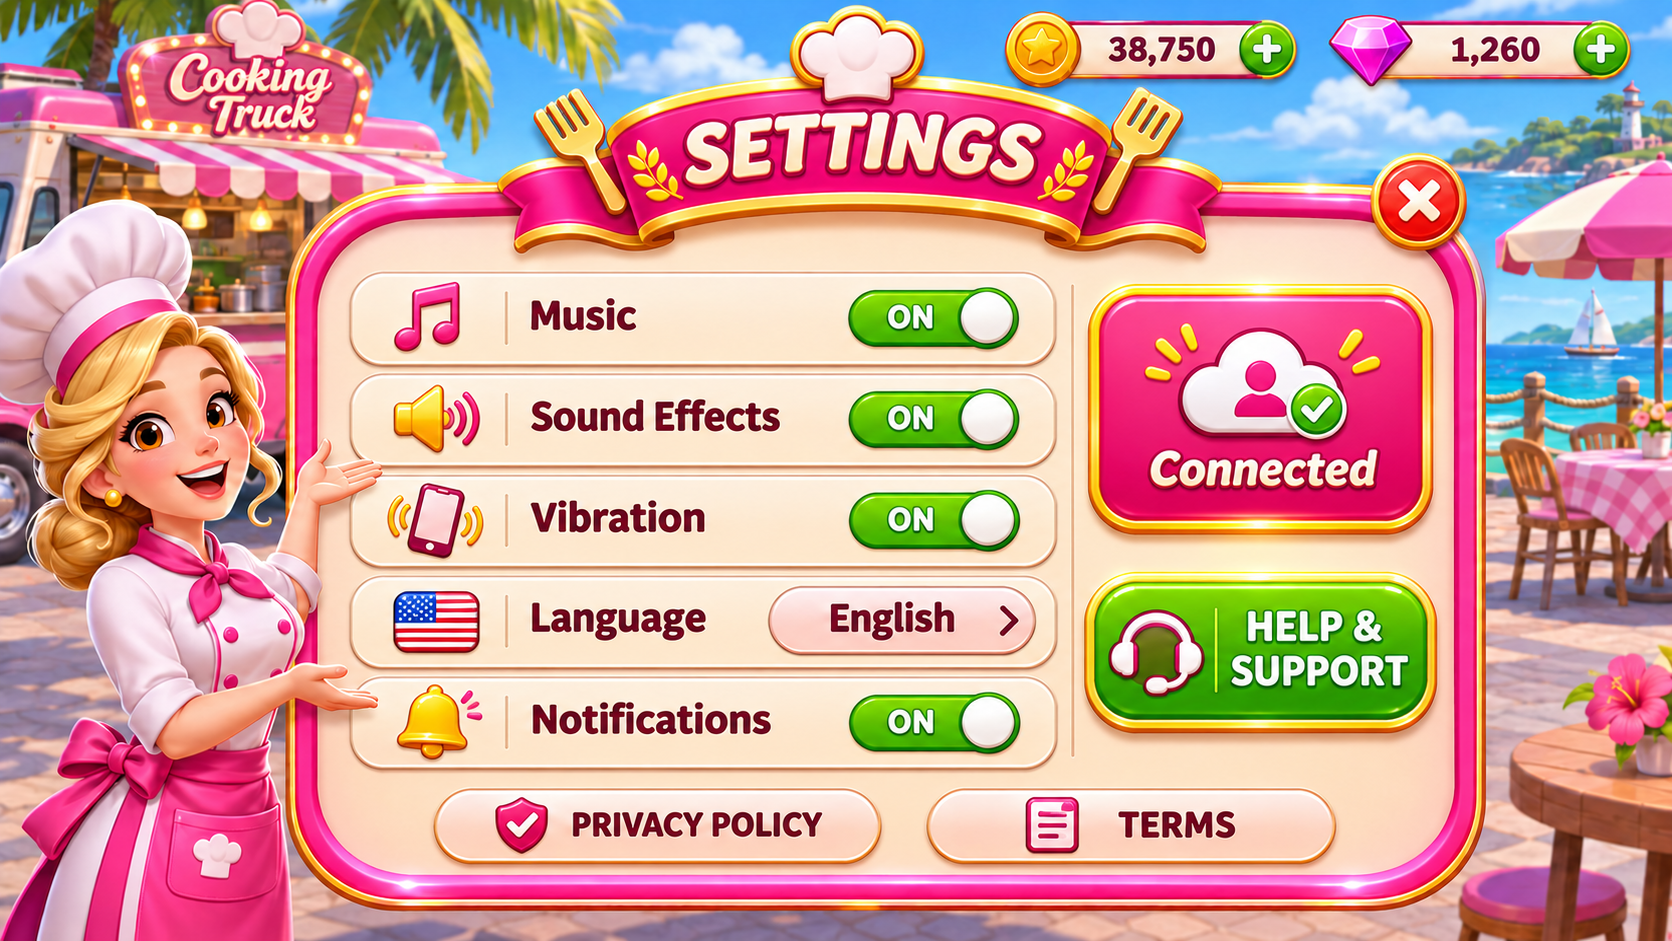 Cooking
Truck
38,750
1,260
SETTINGS
Music
ON
Sound Effects
ON
Connected
Vibration
ON
Language
English
HELP &
SUPPORT
Notifications
ON
PRIVACY POLICY
TERMS